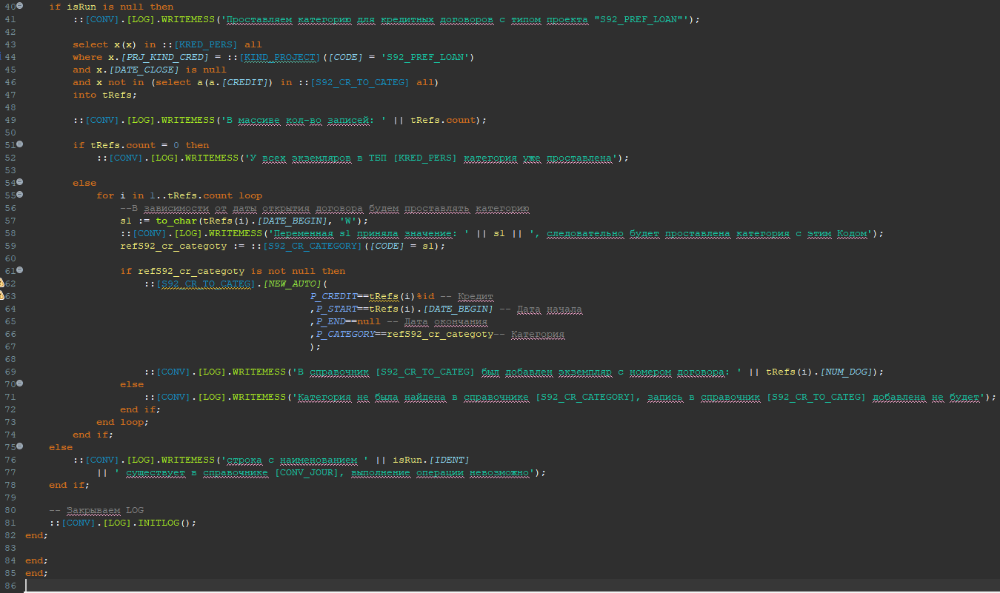 40 if isRun is null then
41 ::[CONV].[LOG].WRITEMESS('Проставляем категорию для кредитных договоров с типом проекта "S92_PREF_LOAN"');
42
43 select x(x) in ::[KRED_PERS] all
44 where x.[PRJ_KIND_CRED] = ::[KIND_PROJECT]([CODE] = 'S92_PREF_LOAN')
45 and x.[DATE_CLOSE] is null
46 and x not in (select a(a.[CREDIT]) in ::[S92_CR_TO_CATEG] all)
47 into tRefs;
48
49 ::[CONV].[LOG].WRITEMESS('В массиве кол-во записей: ' || tRefs.count);
50
51 if tRefs.count = 0 then
52 ::[CONV].[LOG].WRITEMESS('У всех экземляров в ТБП [KRED_PERS] категория уже проставлена');
53
54 else
55 for i in 1..tRefs.count loop
56 --В зависимости от даты открытия договора будем проставлять категорию
57 sl := to_char(tRefs(i).[DATE_BEGIN], 'W');
58 ::[CONV].[LOG].WRITEMESS('Переменная sl приняла значение: ' || sl || ', следовательно будет проставлена категория с этим Кодом');
59 refS92_cr_categoty := ::[S92_CR_CATEGORY]([CODE] = sl);
60
61 if refS92_cr_categoty is not null then
62 ::[S92_CR_TO_CATEG].[NEW_AUTO](
63 P_CREDIT==tRefs(i)%id -- Кредит
64 ,P_START==tRefs(i).[DATE_BEGIN] -- Дата начала
65 ,P_END==null -- Дата окончания
66 ,P_CATEGORY==refS92_cr_categoty-- Категория
67 );
68
69 ::[CONV].[LOG].WRITEMESS('В справочник [S92_CR_TO_CATEG] был добавлен экземпляр с номером договора: ' || tRefs(i).[NUM_DOG]);
70 else
71 ::[CONV].[LOG].WRITEMESS('Категория не была найдена в справочнике [S92_CR_CATEGORY], запись в справочник [S92_CR_TO_CATEG] добавлена не будет');
72 end if;
73 end loop;
74 end if;
75 else
76 ::[CONV].[LOG].WRITEMESS('строка с наименованием ' || isRun.[IDENT]
77 || ' существует в справочнике [CONV_JOUR], выполнение операции невозможно');
78 end if;
79
80 -- Закрываем LOG
81 ::[CONV].[LOG].INITLOG();
82 end;
83
84 end;
85 end;
86